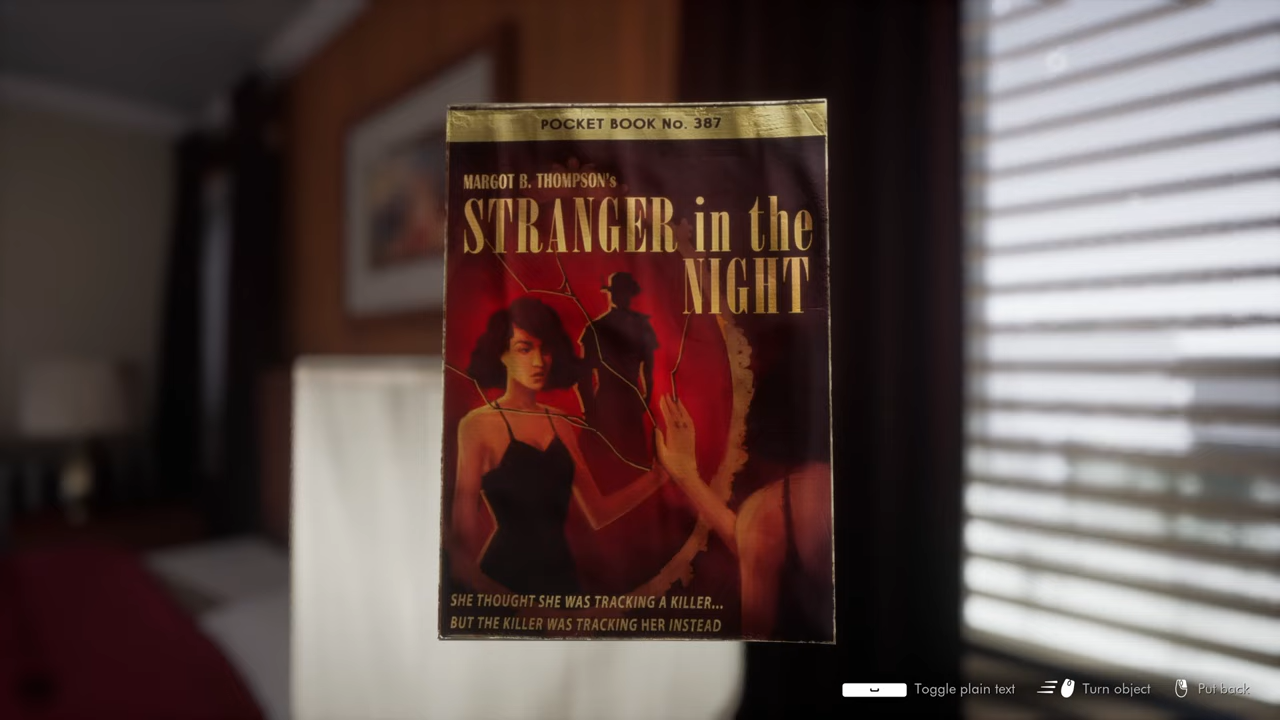 POCKET BOOK No. 387
MARGOT B. THOMPSON's
STRANGER in the
NIGHT
SHE THOUGHT SHE WAS TRACKING A KILLER...
BUT THE KILLER WAS TRACKING HER INSTEAD
Toggle plain text
Turn object
Put back